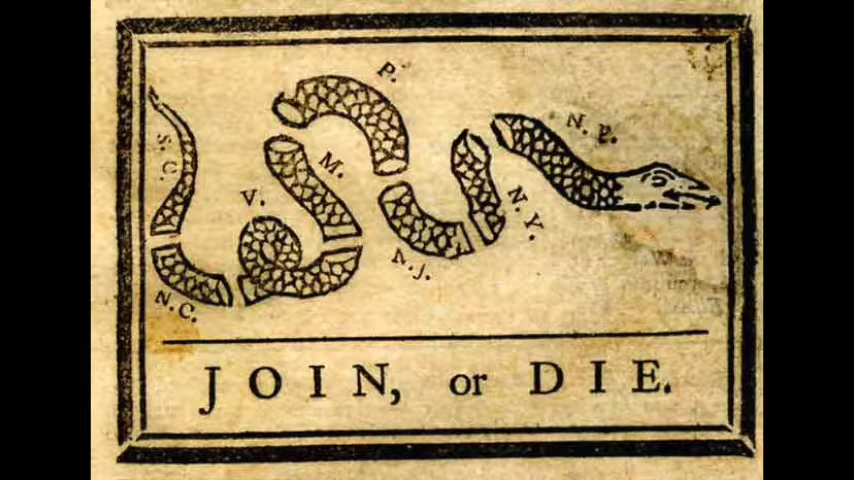 P.
N. E.
S. C.
M.
V.
N. Y.
N. J.
N. C.
JOIN, or DIE.